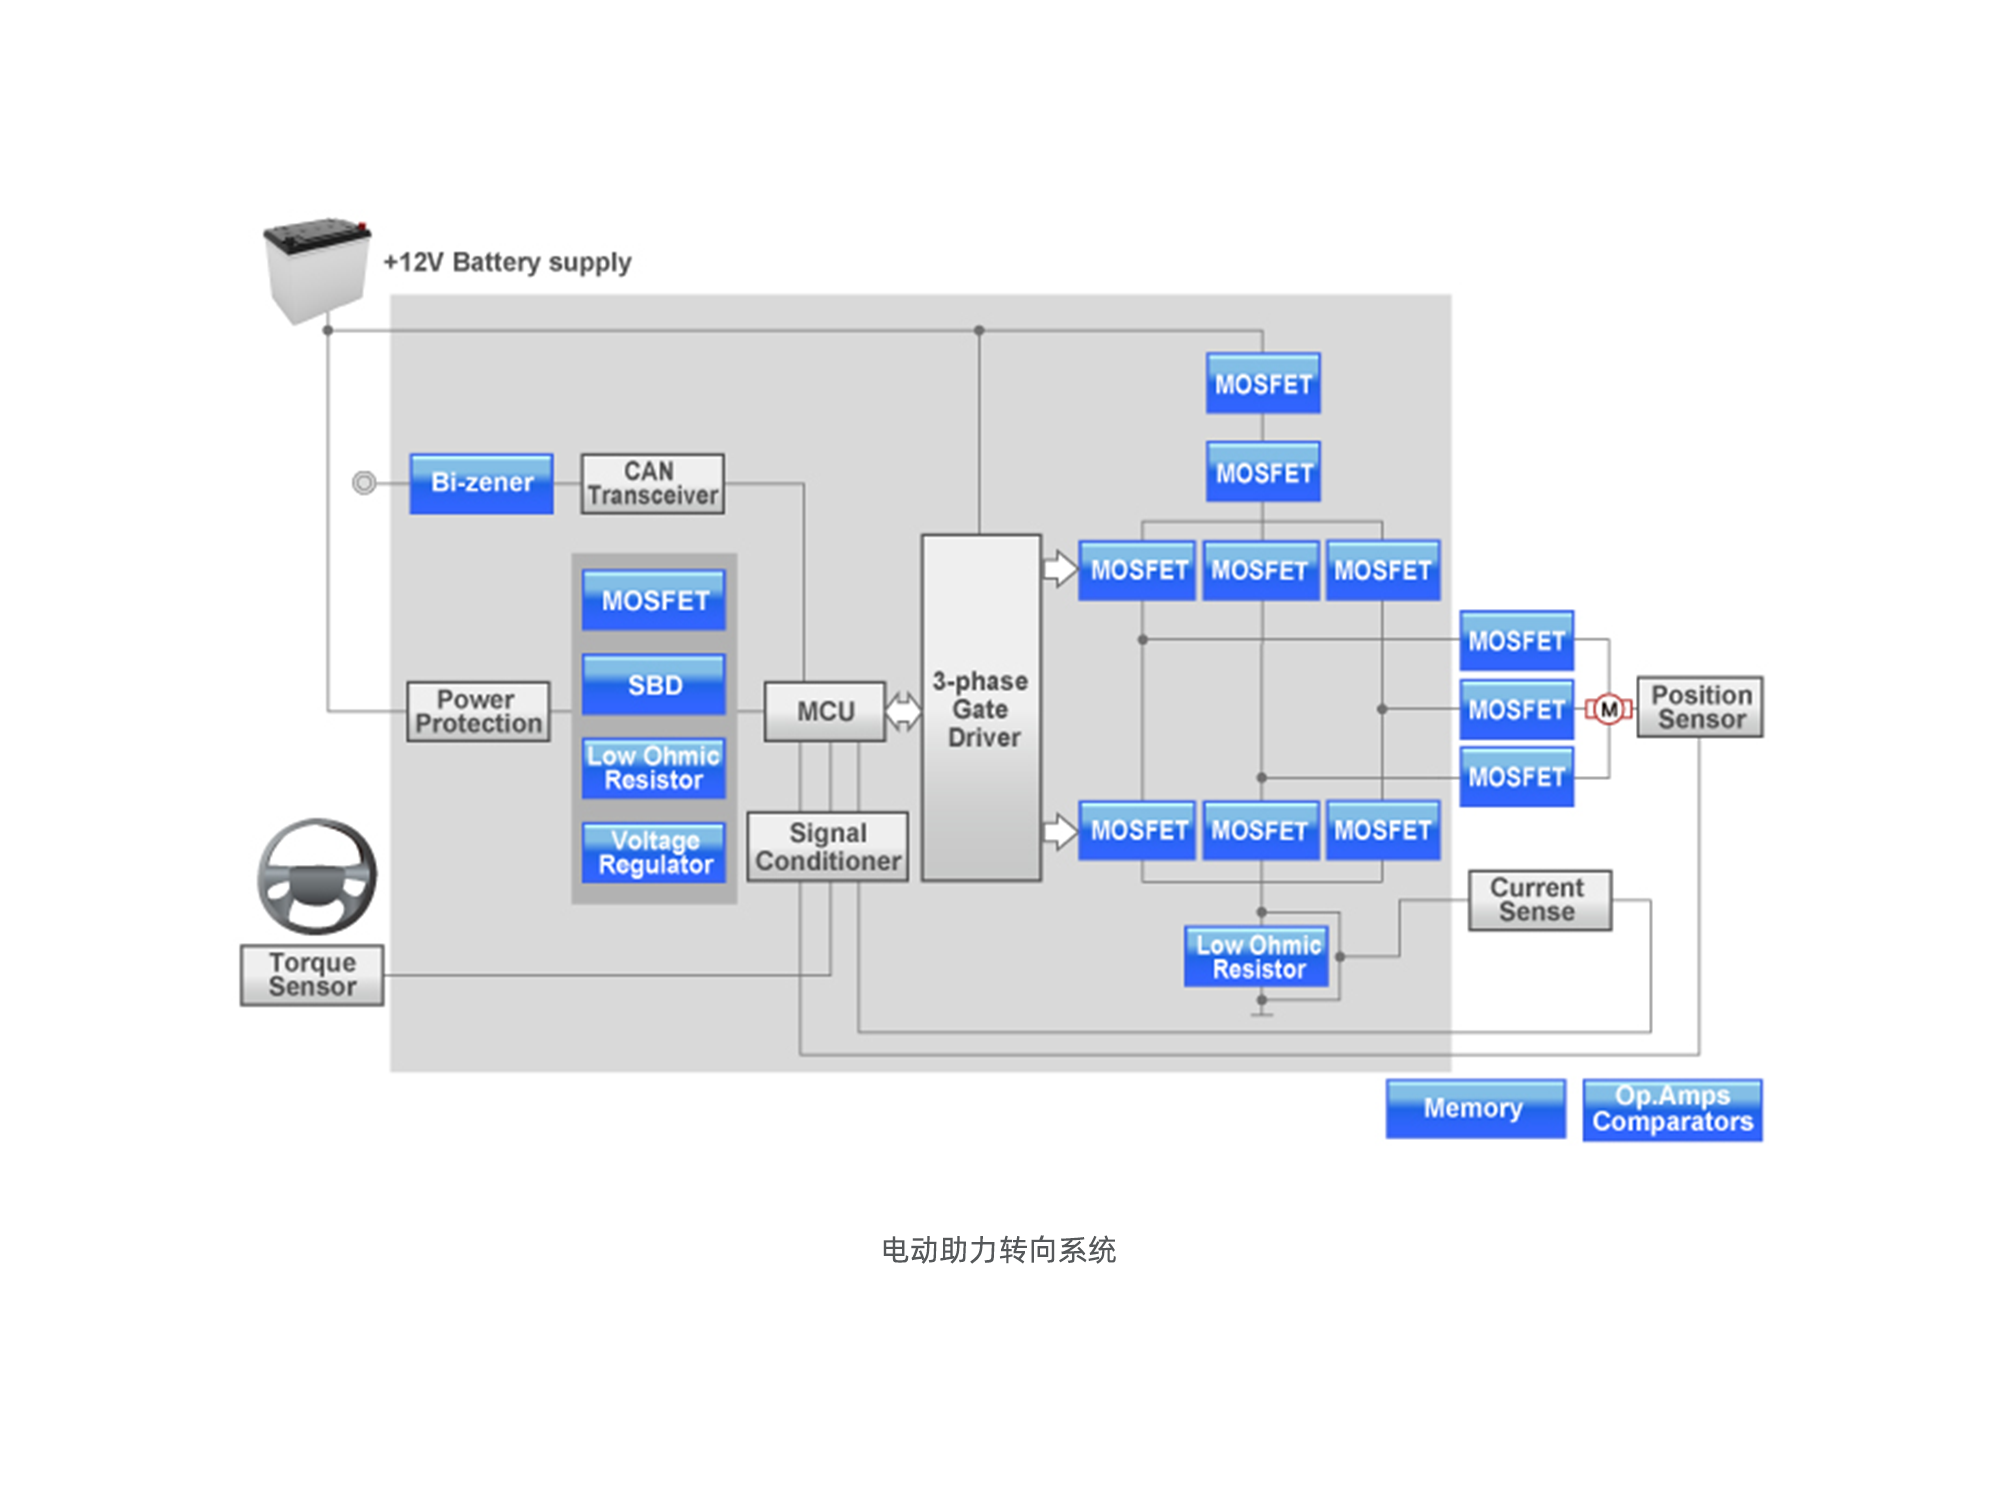 +12V Battery supply
MOSFET
MOSFET
Bi-zener
CAN
Transceiver
MOSFET
MOSFET
MOSFET
MOSFET
SBD
Low Ohmic
Resistor
Voltage
Regulator
Power
Protection
MCU
3-phase
Gate
Driver
MOSFET
MOSFET
MOSFET
M
Position
Sensor
Signal
Conditioner
MOSFET
MOSFET
MOSFET
Current
Sense
Low Ohmic
Resistor
Torque
Sensor
Memory
Op.Amps
Comparators
电动助力转向系统